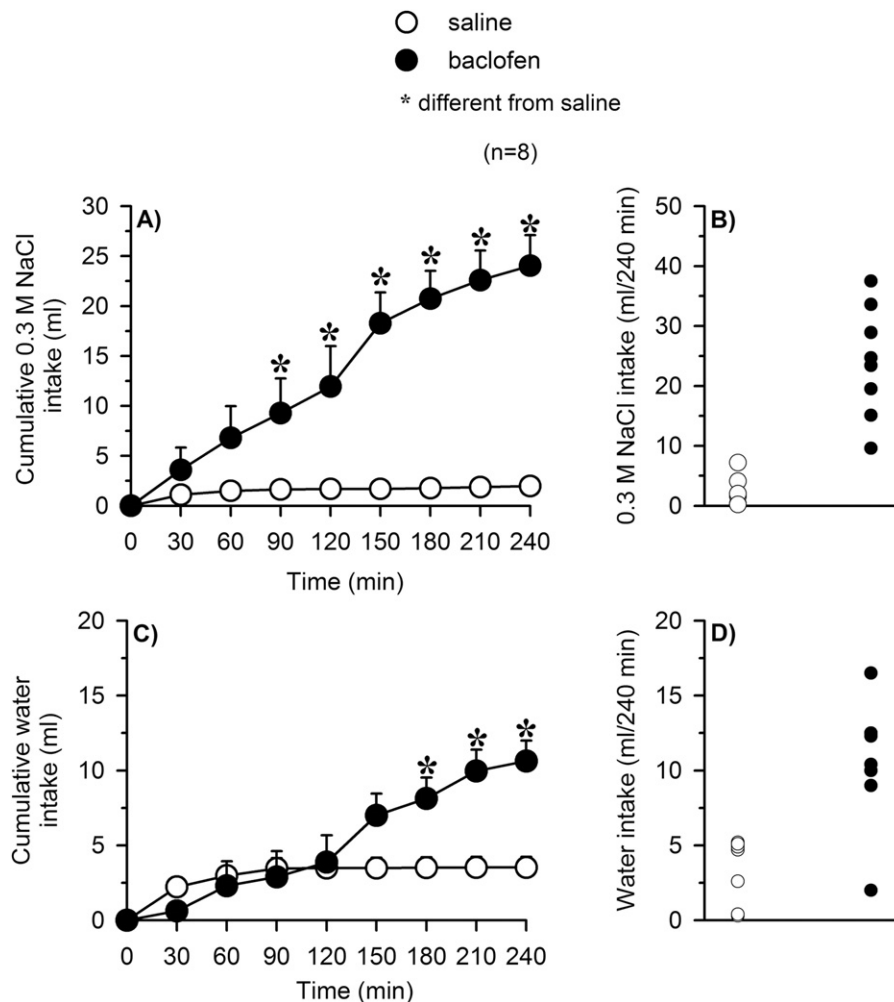 saline
baclofen
* different from saline
(n=8)
A)
30
25
20
15
10
5
0
Cumulative 0.3 M NaCl
intake (ml)
* * * * * *
0 30 60 90 120 150 180 210 240
Time (min)
B)
50
40
30
20
10
0
0.3 M NaCl intake (ml/240 min)
C)
20
15
10
5
0
Cumulative water
intake (ml)
* * *
0 30 60 90 120 150 180 210 240
Time (min)
D)
20
15
10
5
0
Water intake (ml/240 min)